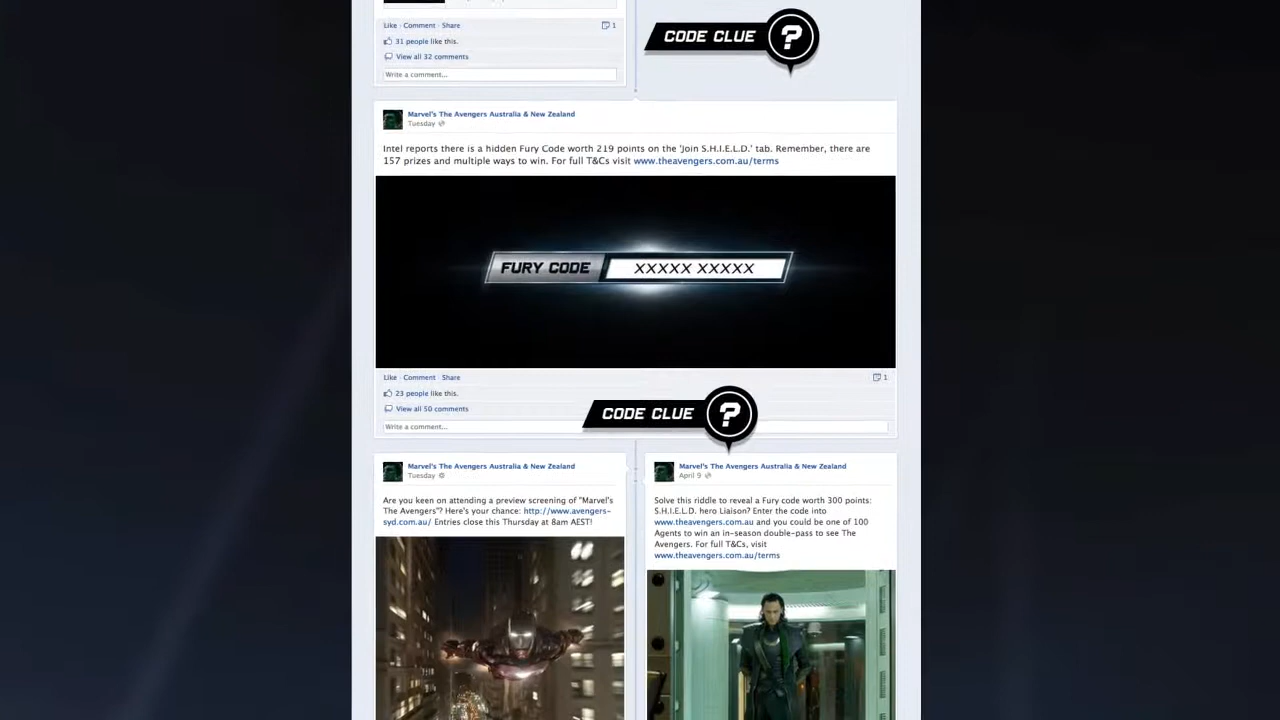 Like · Comment · Share
1
31 people like this.
View all 32 comments
Write a comment...
CODE CLUE ?
Marvel's The Avengers Australia & New Zealand
Tuesday
Intel reports there is a hidden Fury Code worth 219 points on the 'Join S.H.I.E.L.D.' tab. Remember, there are
157 prizes and multiple ways to win. For full T&Cs visit www.theavengers.com.au/terms
FURY CODE XXXXX XXXXX
Like · Comment · Share
1
23 people like this.
View all 50 comments
Write a comment...
CODE CLUE ?
Marvel's The Avengers Australia & New Zealand
Tuesday
Are you keen on attending a preview screening of "Marvel's
The Avengers"? Here's your chance: http://www.avengers-
syd.com.au/ Entries close this Thursday at 8am AEST!
Marvel's The Avengers Australia & New Zealand
April 9
Solve this riddle to reveal a Fury code worth 300 points:
S.H.I.E.L.D. hero Liaison? Enter the code into
www.theavengers.com.au and you could be one of 100
Agents to win an in-season double-pass to see The
Avengers. For full T&Cs, visit
www.theavengers.com.au/terms